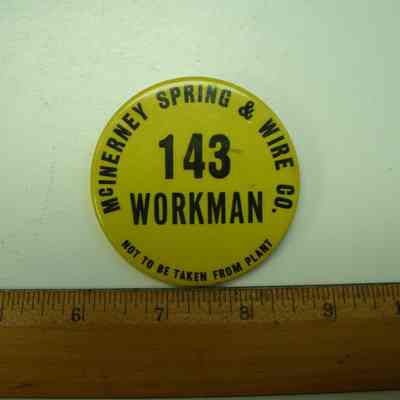 McINERNEY SPRING & WIRE CO.
143
WORKMAN
NOT TO BE TAKEN FROM PLANT
6 7 8 9